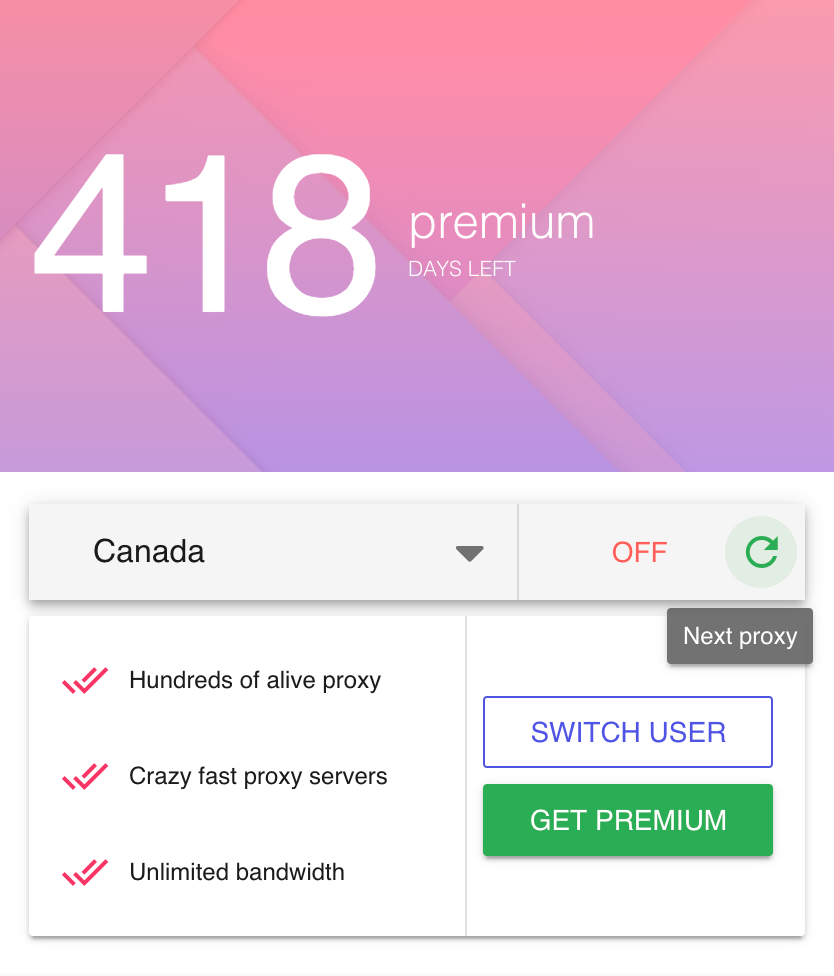 418
premium
DAYS LEFT
Canada
OFF
Next proxy
Hundreds of alive proxy
Crazy fast proxy servers
Unlimited bandwidth
SWITCH USER
GET PREMIUM